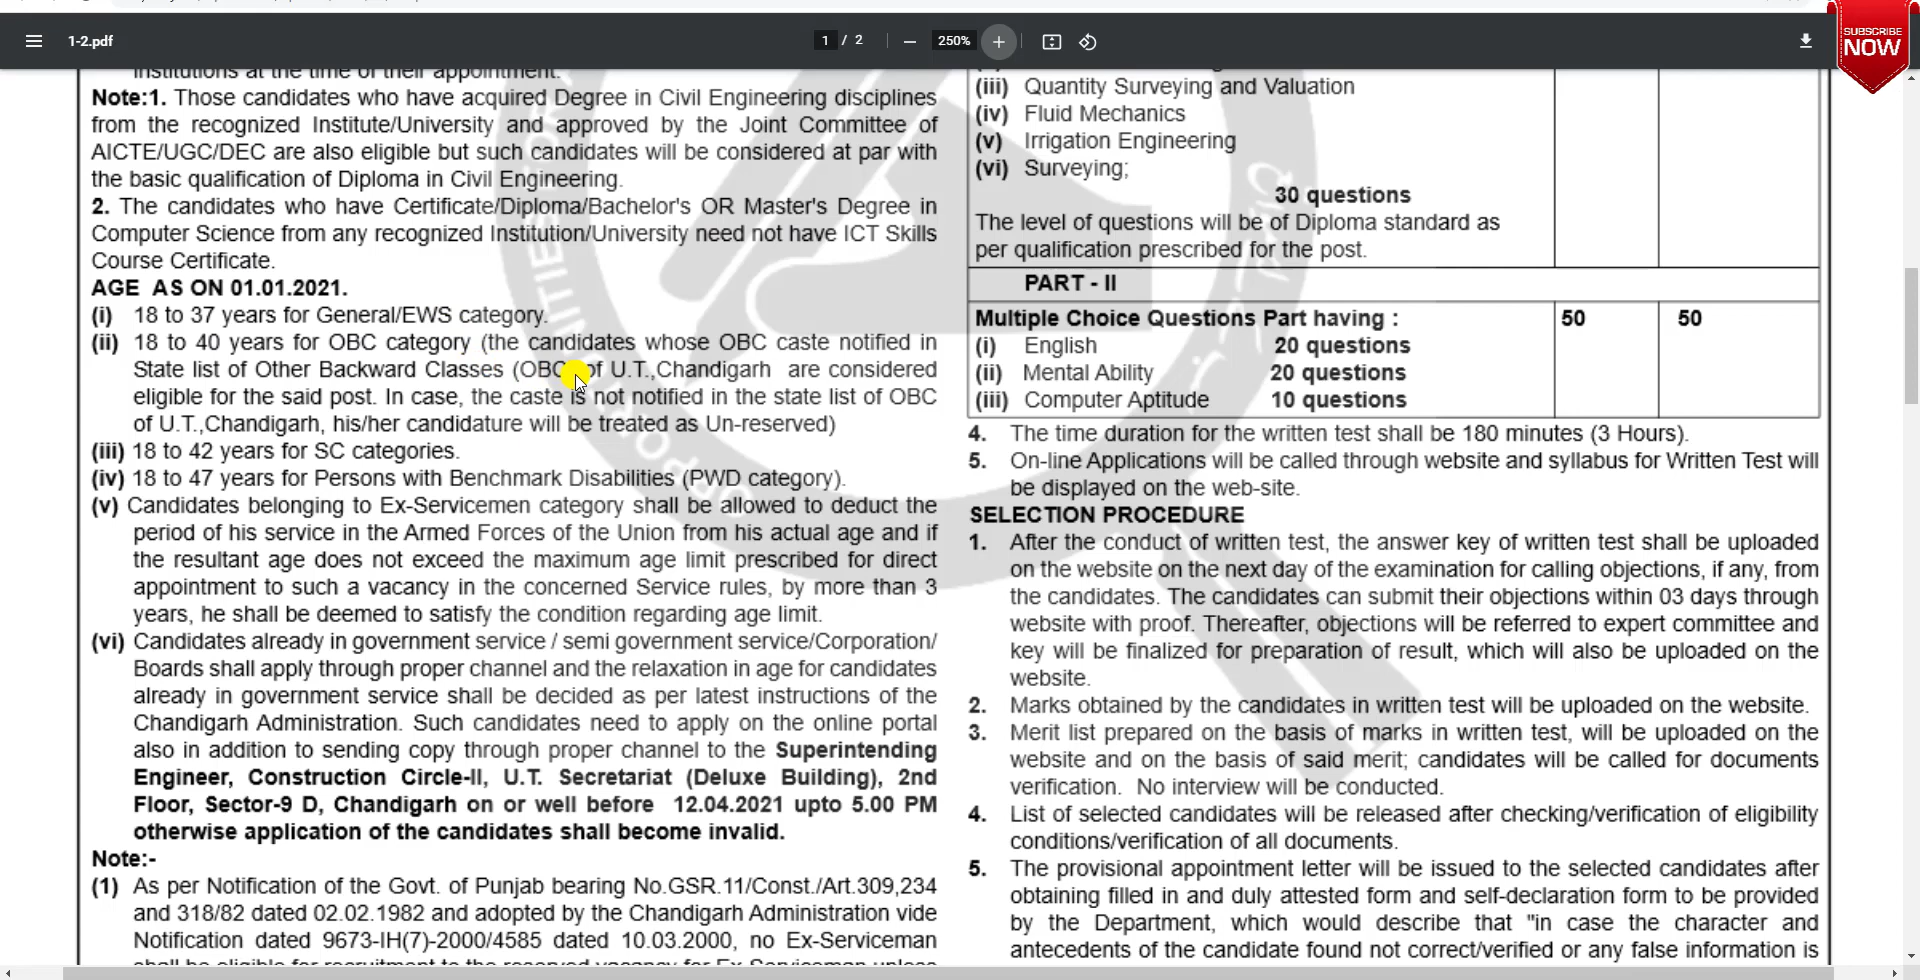 1-2.pdf
1 / 2
250%
SUBSCRIBE
NOW
institutions at the time of their appointment.
Note:1. Those candidates who have acquired Degree in Civil Engineering disciplines
from the recognized Institute/University and approved by the Joint Committee of
AICTE/UGC/DEC are also eligible but such candidates will be considered at par with
the basic qualification of Diploma in Civil Engineering.
2. The candidates who have Certificate/Diploma/Bachelor's OR Master's Degree in
Computer Science from any recognized Institution/University need not have ICT Skills
Course Certificate.
AGE AS ON 01.01.2021.
(i) 18 to 37 years for General/EWS category.
(ii) 18 to 40 years for OBC category (the candidates whose OBC caste notified in
State list of Other Backward Classes (OBC) of U.T.,Chandigarh are considered
eligible for the said post. In case, the caste is not notified in the state list of OBC
of U.T.,Chandigarh, his/her candidature will be treated as Un-reserved)
(iii) 18 to 42 years for SC categories.
(iv) 18 to 47 years for Persons with Benchmark Disabilities (PWD category).
(v) Candidates belonging to Ex-Servicemen category shall be allowed to deduct the
period of his service in the Armed Forces of the Union from his actual age and if
the resultant age does not exceed the maximum age limit prescribed for direct
appointment to such a vacancy in the concerned Service rules, by more than 3
years, he shall be deemed to satisfy the condition regarding age limit.
(vi) Candidates already in government service / semi government service/Corporation/
Boards shall apply through proper channel and the relaxation in age for candidates
already in government service shall be decided as per latest instructions of the
Chandigarh Administration. Such candidates need to apply on the online portal
also in addition to sending copy through proper channel to the Superintending
Engineer, Construction Circle-II, U.T. Secretariat (Deluxe Building), 2nd
Floor, Sector-9 D, Chandigarh on or well before 12.04.2021 upto 5.00 PM
otherwise application of the candidates shall become invalid.
Note:-
(1) As per Notification of the Govt. of Punjab bearing No.GSR.11/Const./Art.309,234
and 318/82 dated 02.02.1982 and adopted by the Chandigarh Administration vide
Notification dated 9673-IH(7)-2000/4585 dated 10.03.2000, no Ex-Serviceman
shall be eligible for recruitment to the reserved vacancy for Ex-Serviceman unless
(iii) Quantity Surveying and Valuation
(iv) Fluid Mechanics
(v) Irrigation Engineering
(vi) Surveying;
30 questions
The level of questions will be of Diploma standard as
per qualification prescribed for the post.
PART - II
Multiple Choice Questions Part having : 50 50
(i) English 20 questions
(ii) Mental Ability 20 questions
(iii) Computer Aptitude 10 questions
4. The time duration for the written test shall be 180 minutes (3 Hours).
5. On-line Applications will be called through website and syllabus for Written Test will
be displayed on the web-site.
SELECTION PROCEDURE
1. After the conduct of written test, the answer key of written test shall be uploaded
on the website on the next day of the examination for calling objections, if any, from
the candidates. The candidates can submit their objections within 03 days through
website with proof. Thereafter, objections will be referred to expert committee and
key will be finalized for preparation of result, which will also be uploaded on the
website.
2. Marks obtained by the candidates in written test will be uploaded on the website.
3. Merit list prepared on the basis of marks in written test, will be uploaded on the
website and on the basis of said merit; candidates will be called for documents
verification. No interview will be conducted.
4. List of selected candidates will be released after checking/verification of eligibility
conditions/verification of all documents.
5. The provisional appointment letter will be issued to the selected candidates after
obtaining filled in and duly attested form and self-declaration form to be provided
by the Department, which would describe that "in case the character and
antecedents of the candidate found not correct/verified or any false information is